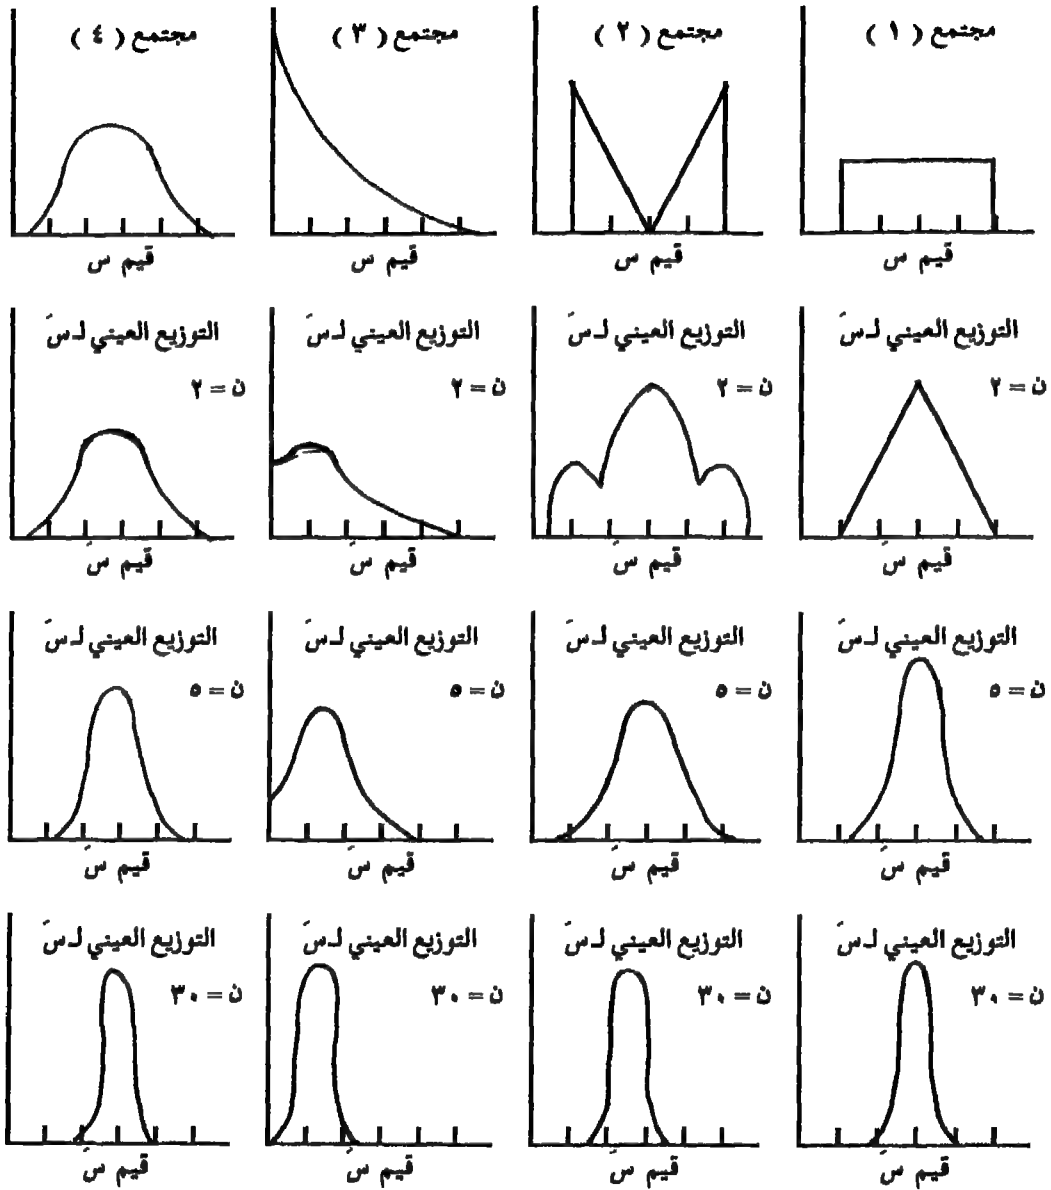 مجتمع ( ١ )
مجتمع ( ٢ )
مجتمع ( ٣ )
مجتمع ( ٤ )
قيم س
قيم س
قيم س
قيم س
التوزيع العيني لـ سَ
التوزيع العيني لـ سَ
التوزيع العيني لـ سَ
التوزيع العيني لـ سَ
ن = ٢
ن = ٢
ن = ٢
ن = ٢
قيم سَ
قيم سَ
قيم سَ
قيم سَ
التوزيع العيني لـ سَ
التوزيع العيني لـ سَ
التوزيع العيني لـ سَ
التوزيع العيني لـ سَ
ن = ٥
ن = ٥
ن = ٥
ن = ٥
قيم سَ
قيم سَ
قيم سَ
قيم سَ
التوزيع العيني لـ سَ
التوزيع العيني لـ سَ
التوزيع العيني لـ سَ
التوزيع العيني لـ سَ
ن = ٣٠
ن = ٣٠
ن = ٣٠
ن = ٣٠
قيم سَ
قيم سَ
قيم سَ
قيم سَ